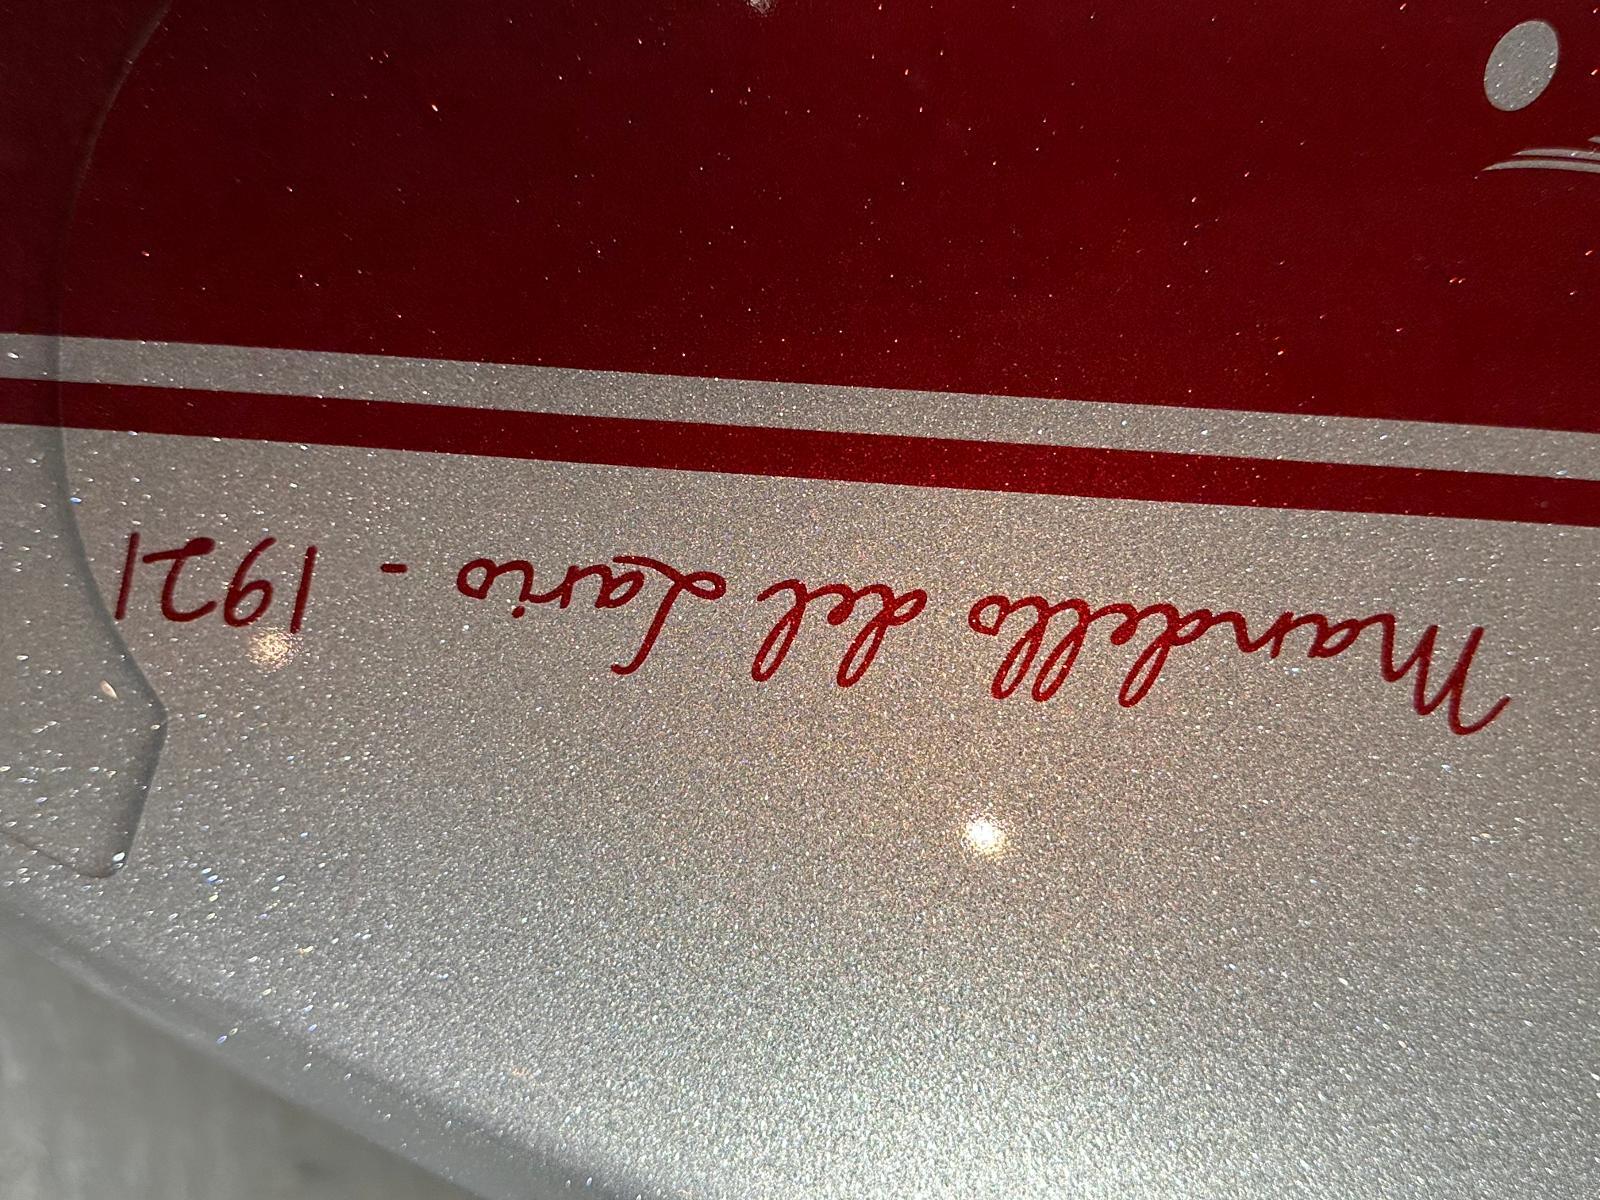 Mandello del Lario - 1921